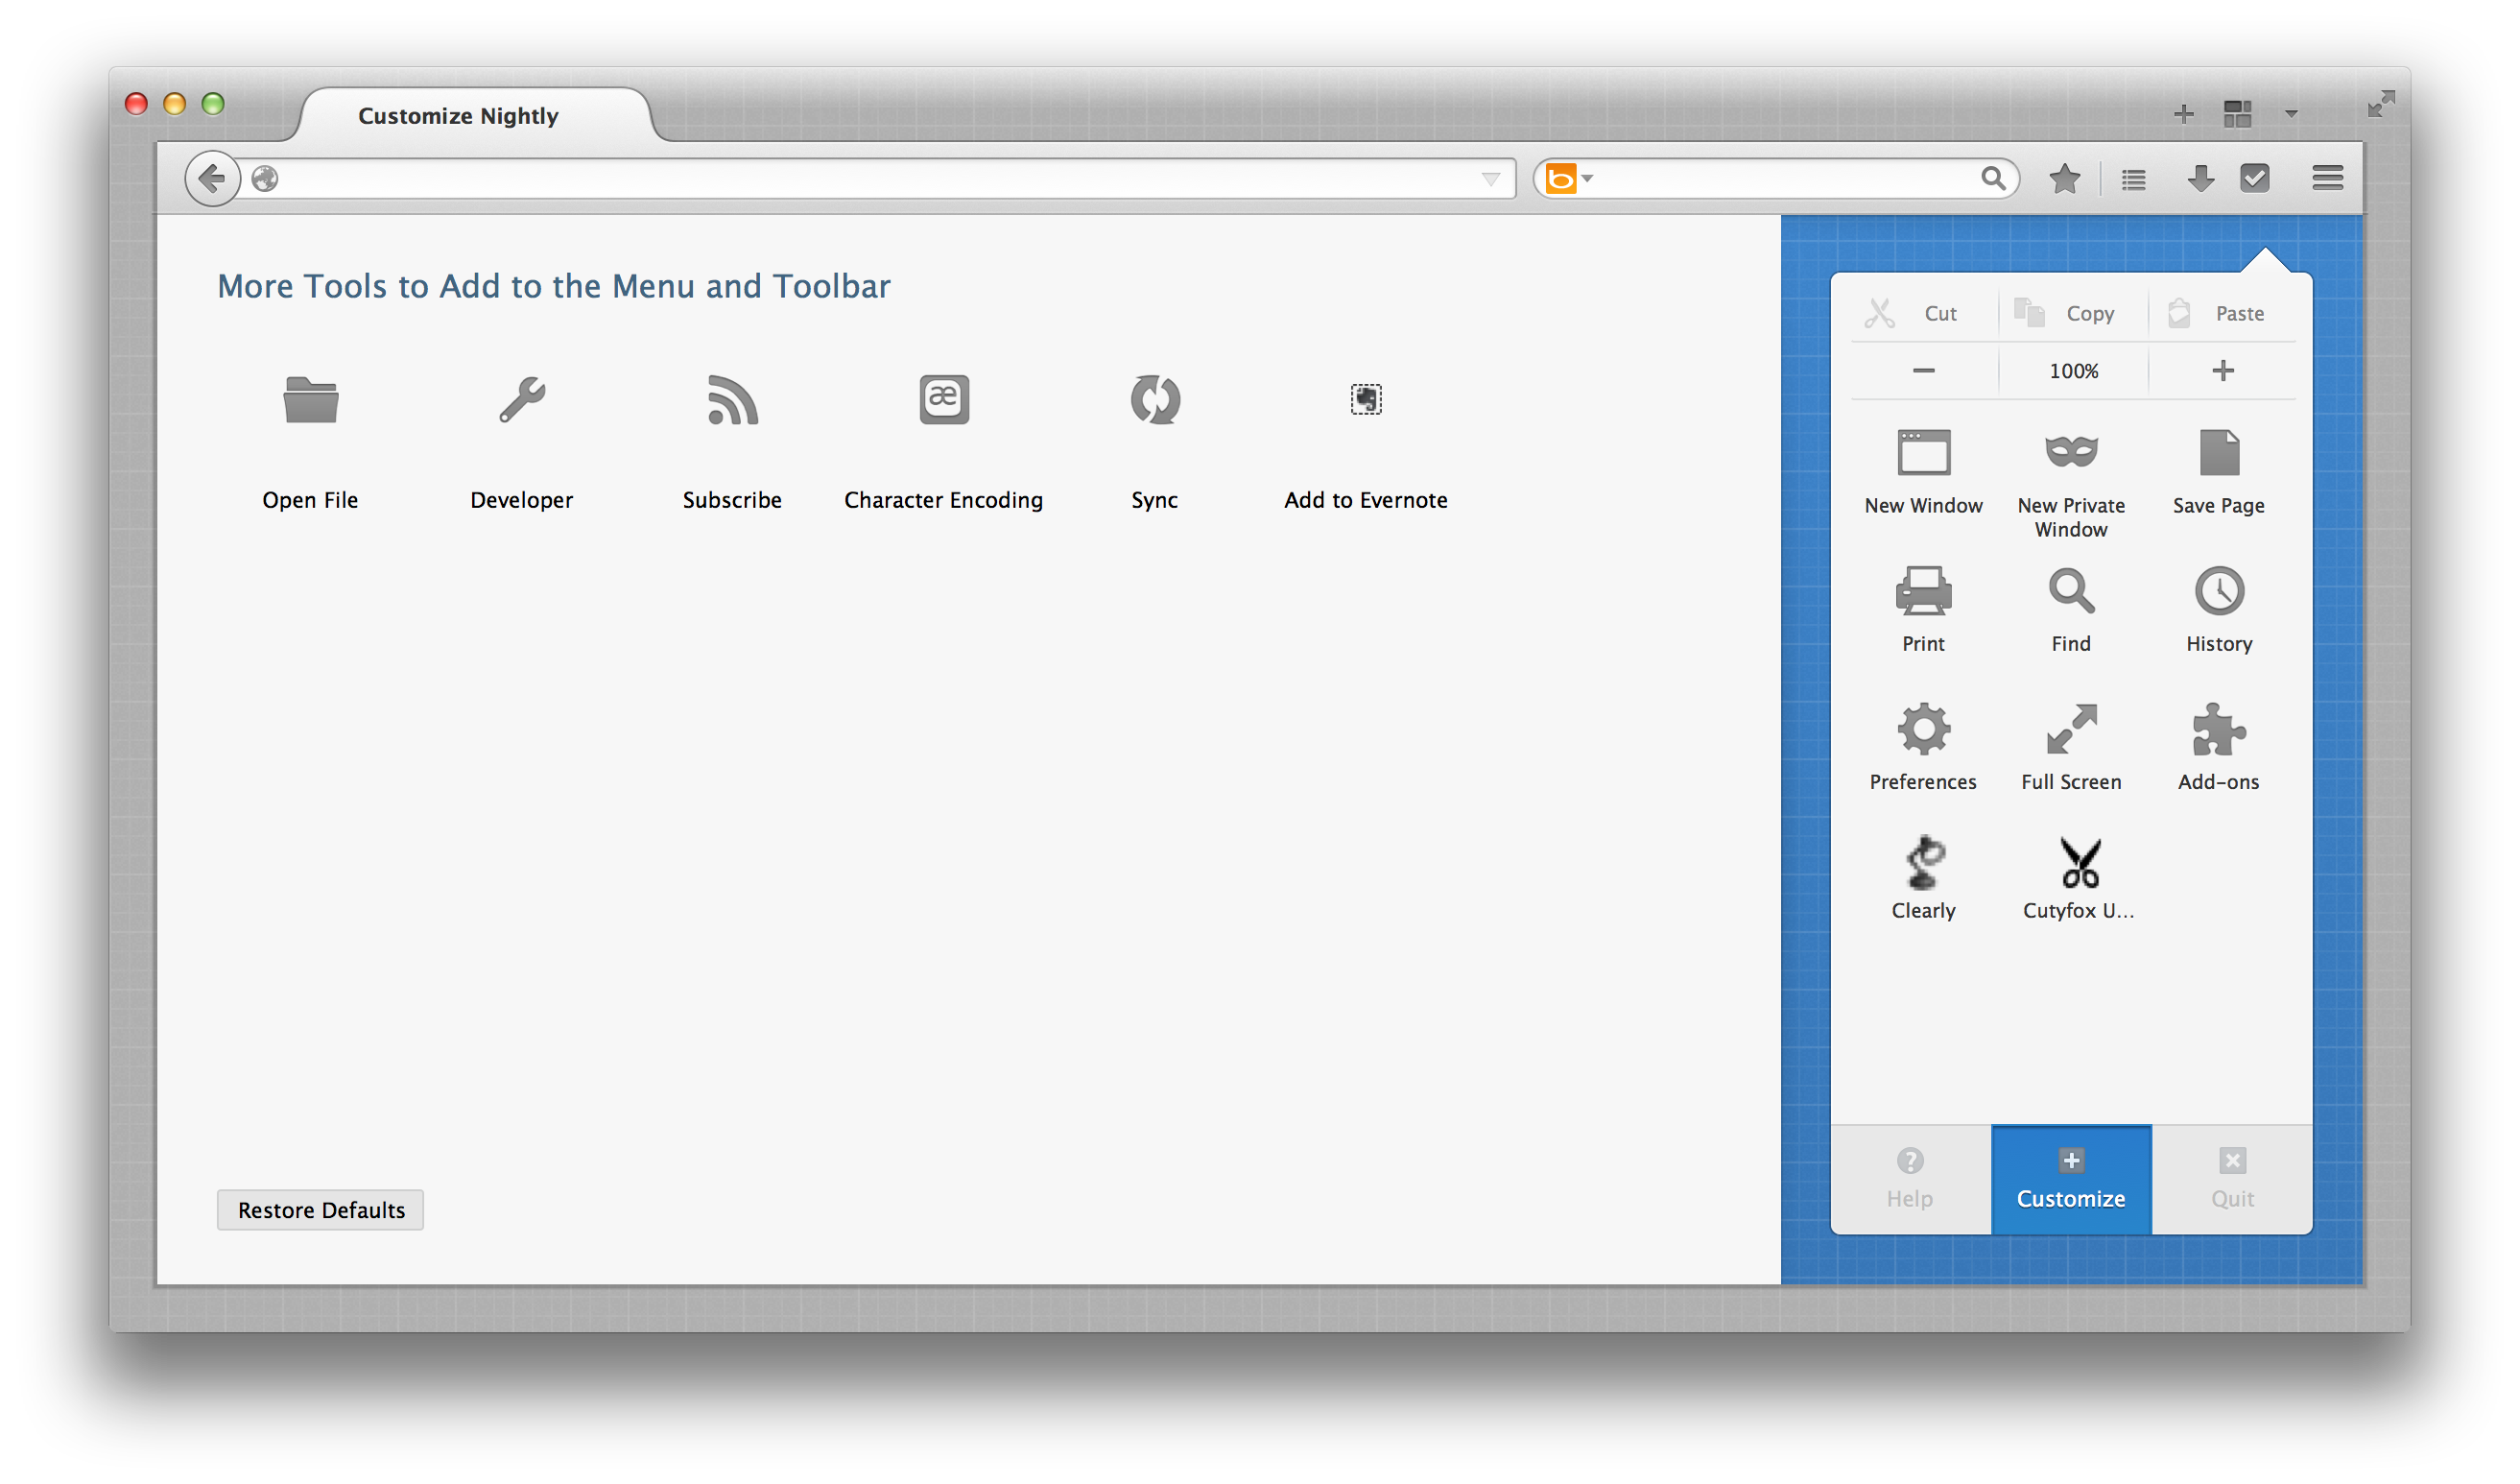 Customize Nightly
More Tools to Add to the Menu and Toolbar
Open File
Developer
Subscribe
æ
Character Encoding
Sync
Add to Evernote
Restore Defaults
Cut
Copy
Paste
100%
New Window
New Private
Window
Save Page
Print
Find
History
Preferences
Full Screen
Add-ons
Clearly
Cutyfox U...
Help
Customize
Quit